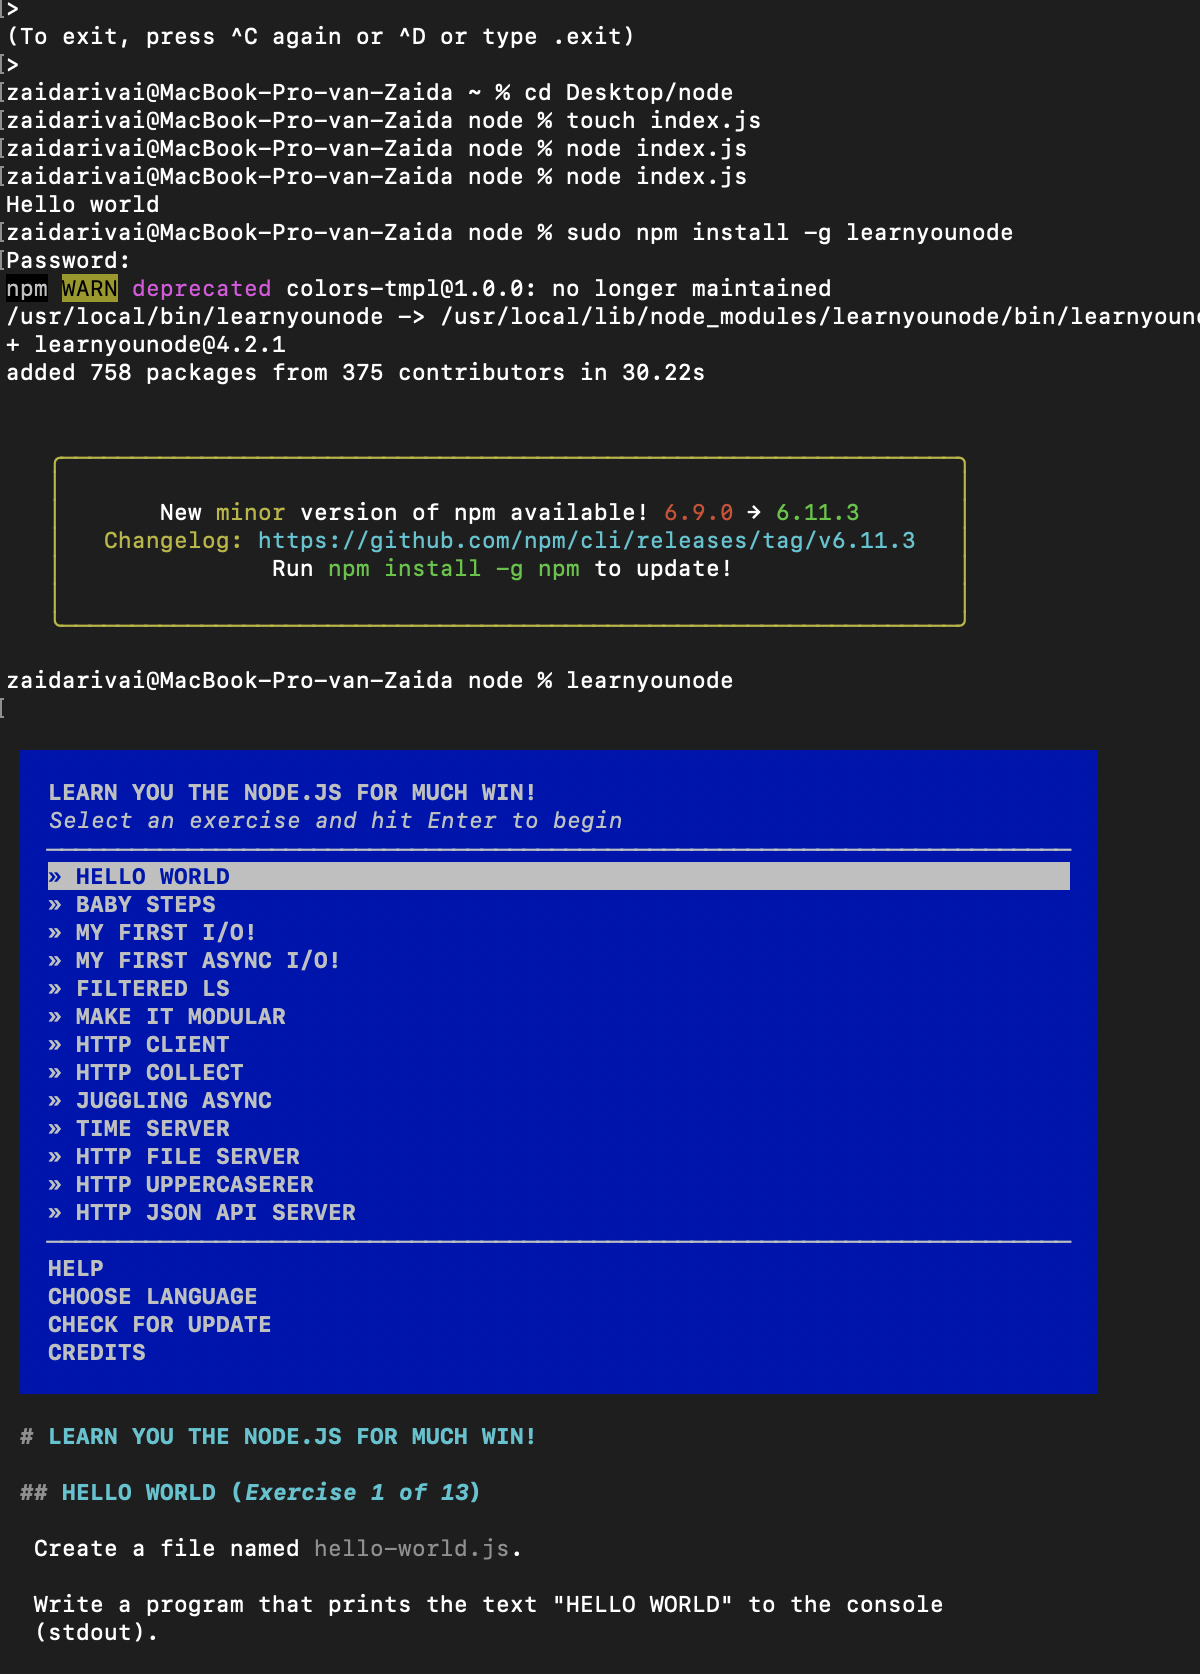 >
(To exit, press ^C again or ^D or type .exit)
>
zaidarivai@MacBook-Pro-van-Zaida ~ % cd Desktop/node
zaidarivai@MacBook-Pro-van-Zaida node % touch index.js
zaidarivai@MacBook-Pro-van-Zaida node % node index.js
zaidarivai@MacBook-Pro-van-Zaida node % node index.js
Hello world
zaidarivai@MacBook-Pro-van-Zaida node % sudo npm install -g learnyounode
Password:
npm WARN deprecated colors-tmpl@1.0.0: no longer maintained
/usr/local/bin/learnyounode -> /usr/local/lib/node_modules/learnyounode/bin/learnyouno
+ learnyounode@4.2.1
added 758 packages from 375 contributors in 30.22s
New minor version of npm available! 6.9.0 → 6.11.3
Changelog: https://github.com/npm/cli/releases/tag/v6.11.3
Run npm install -g npm to update!
zaidarivai@MacBook-Pro-van-Zaida node % learnyounode
LEARN YOU THE NODE.JS FOR MUCH WIN!
Select an exercise and hit Enter to begin
» HELLO WORLD
» BABY STEPS
» MY FIRST I/O!
» MY FIRST ASYNC I/O!
» FILTERED LS
» MAKE IT MODULAR
» HTTP CLIENT
» HTTP COLLECT
» JUGGLING ASYNC
» TIME SERVER
» HTTP FILE SERVER
» HTTP UPPERCASERER
» HTTP JSON API SERVER
HELP
CHOOSE LANGUAGE
CHECK FOR UPDATE
CREDITS
# LEARN YOU THE NODE.JS FOR MUCH WIN!
## HELLO WORLD (Exercise 1 of 13)
Create a file named hello-world.js.
Write a program that prints the text "HELLO WORLD" to the console
(stdout).